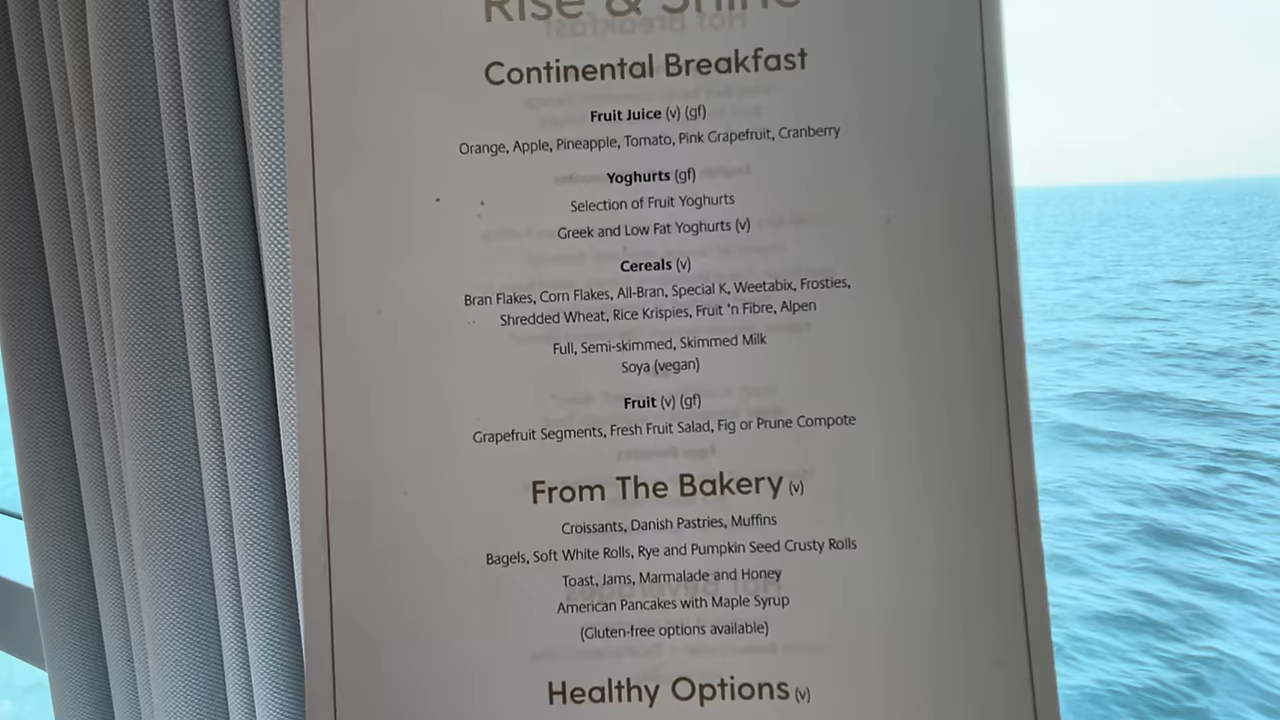 Rise & Shine
Continental Breakfast
Fruit Juice (v) (gf)
Orange, Apple, Pineapple, Tomato, Pink Grapefruit, Cranberry
Yoghurts (gf)
Selection of Fruit Yoghurts
Greek and Low Fat Yoghurts (v)
Cereals (v)
Bran Flakes, Corn Flakes, All-Bran, Special K, Weetabix, Frosties,
Shredded Wheat, Rice Krispies, Fruit 'n Fibre, Alpen
Full, Semi-skimmed, Skimmed Milk
Soya (vegan)
Fruit (v) (gf)
Grapefruit Segments, Fresh Fruit Salad, Fig or Prune Compote
From The Bakery (v)
Croissants, Danish Pastries, Muffins
Bagels, Soft White Rolls, Rye and Pumpkin Seed Crusty Rolls
Toast, Jams, Marmalade and Honey
American Pancakes with Maple Syrup
(Gluten-free options available)
Healthy Options (v)